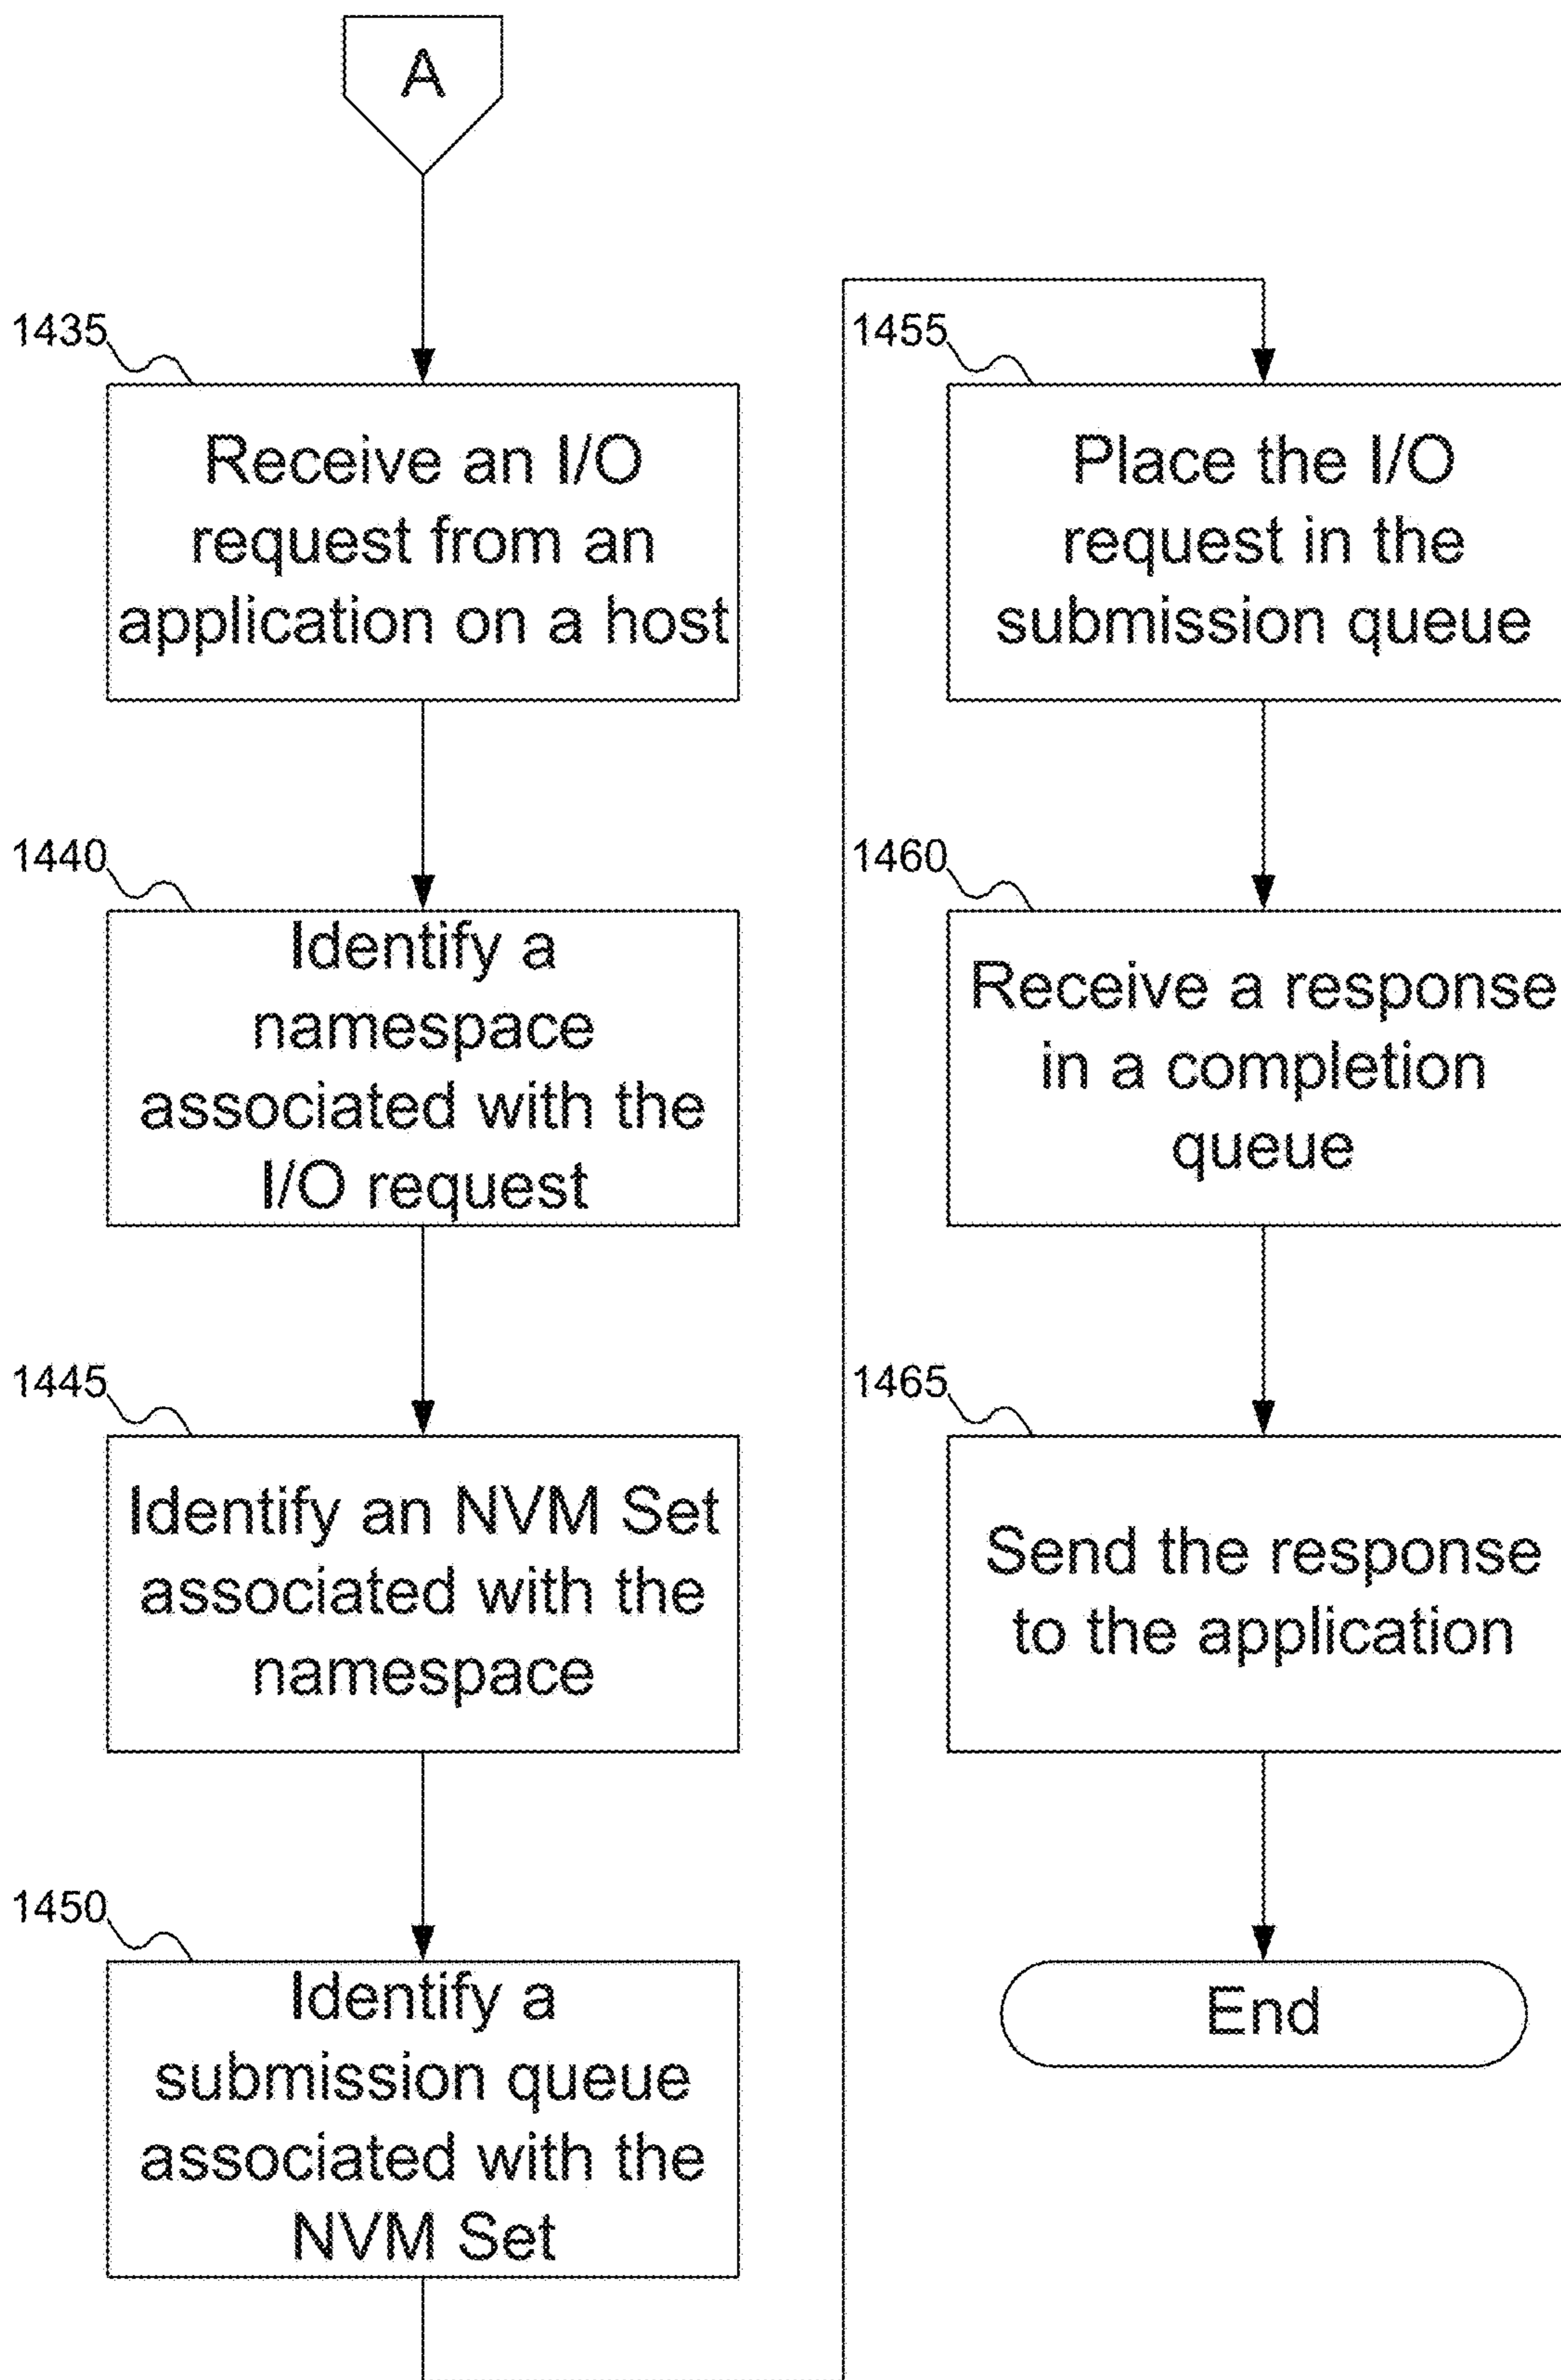 A
1435
Receive an I/O
request from an
application on a host
1440
Identify a
namespace
associated with the
I/O request
1445
Identify an NVM Set
associated with the
namespace
1450
Identify a
submission queue
associated with the
NVM Set
1455
Place the I/O
request in the
submission queue
1460
Receive a response
in a completion
queue
1465
Send the response
to the application
End